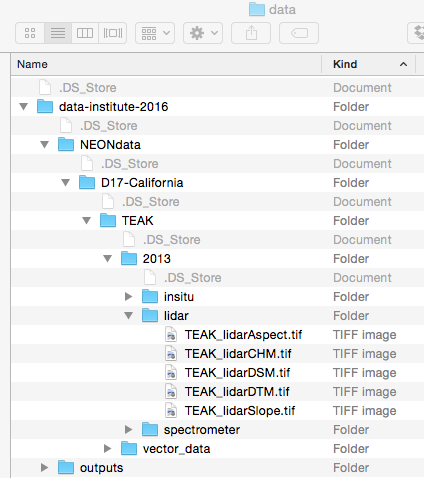 data
Name Kind
.DS_Store Document
data-institute-2016 Folder
.DS_Store Document
NEONdata Folder
.DS_Store Document
D17-California Folder
.DS_Store Document
TEAK Folder
.DS_Store Document
2013 Folder
.DS_Store Document
insitu Folder
lidar Folder
TEAK_lidarAspect.tif TIFF image
TEAK_lidarCHM.tif TIFF image
TEAK_lidarDSM.tif TIFF image
TEAK_lidarDTM.tif TIFF image
TEAK_lidarSlope.tif TIFF image
spectrometer Folder
vector_data Folder
outputs Folder